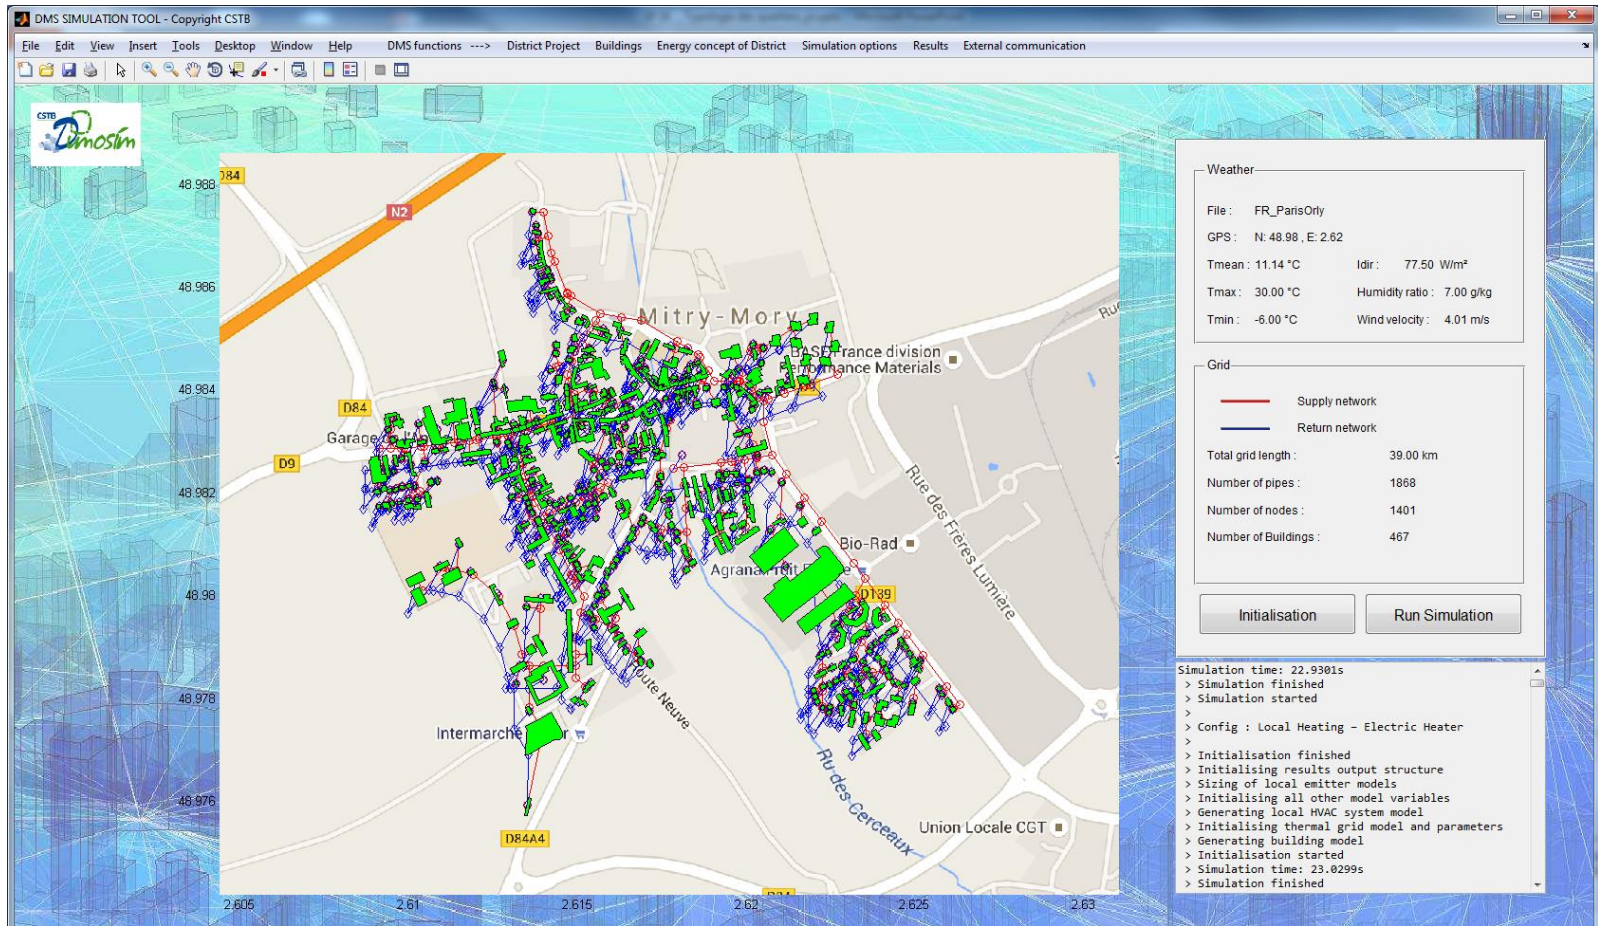 DMS SIMULATION TOOL - Copyright CSTB
File Edit View Insert Tools Desktop Window Help DMS functions ---> District Project Buildings Energy concept of District Simulation options Results External communication
CSTB
Dimosim
48.988
48.986
48.984
48.982
48.98
48.978
48.976
2.605 2.61 2.615 2.62 2.625 2.63
D84
N2
Mitry-Mory
BASF France division
Performance Materials
D84
Garage
D9
Rue des Frères Lumière
Bio-Rad
Agrana Fruit
D139
Route Neuve
Intermarché
Ru des Cerceaux
Union Locale CGT
D84A4
Weather
File : FR_ParisOrly
GPS : N: 48.98 , E: 2.62
Tmean : 11.14 °C Idir : 77.50 W/m²
Tmax : 30.00 °C Humidity ratio : 7.00 g/kg
Tmin : -6.00 °C Wind velocity : 4.01 m/s
Grid
Supply network
Return network
Total grid length : 39.00 km
Number of pipes : 1868
Number of nodes : 1401
Number of Buildings : 467
Initialisation Run Simulation
Simulation time: 22.9301s
> Simulation finished
> Simulation started
>
> Config : Local Heating – Electric Heater
>
> Initialisation finished
> Initialising results output structure
> Sizing of local emitter models
> Initialising all other model variables
> Generating local HVAC system model
> Initialising thermal grid model and parameters
> Generating building model
> Initialisation started
> Simulation time: 23.0299s
> Simulation finished